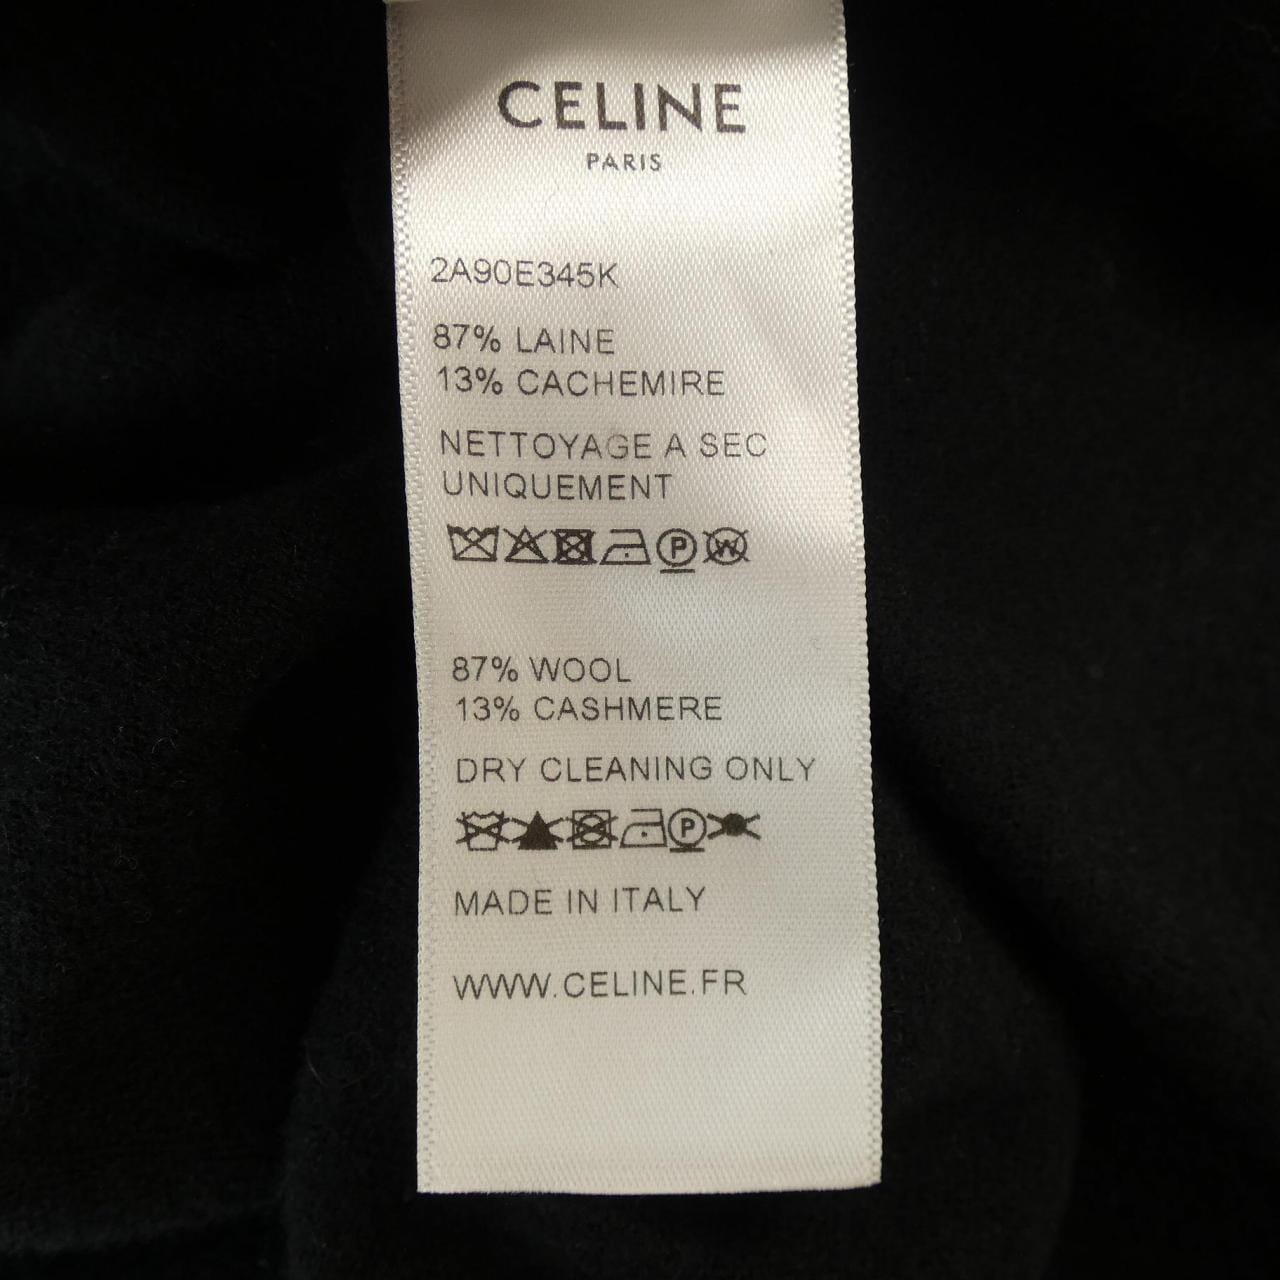 CELINE
PARIS
2A90E345K
87% LAINE
13% CACHEMIRE
NETTOYAGE A SEC
UNIQUEMENT
P W
87% WOOL
13% CASHMERE
DRY CLEANING ONLY
P
MADE IN ITALY
WWW.CELINE.FR